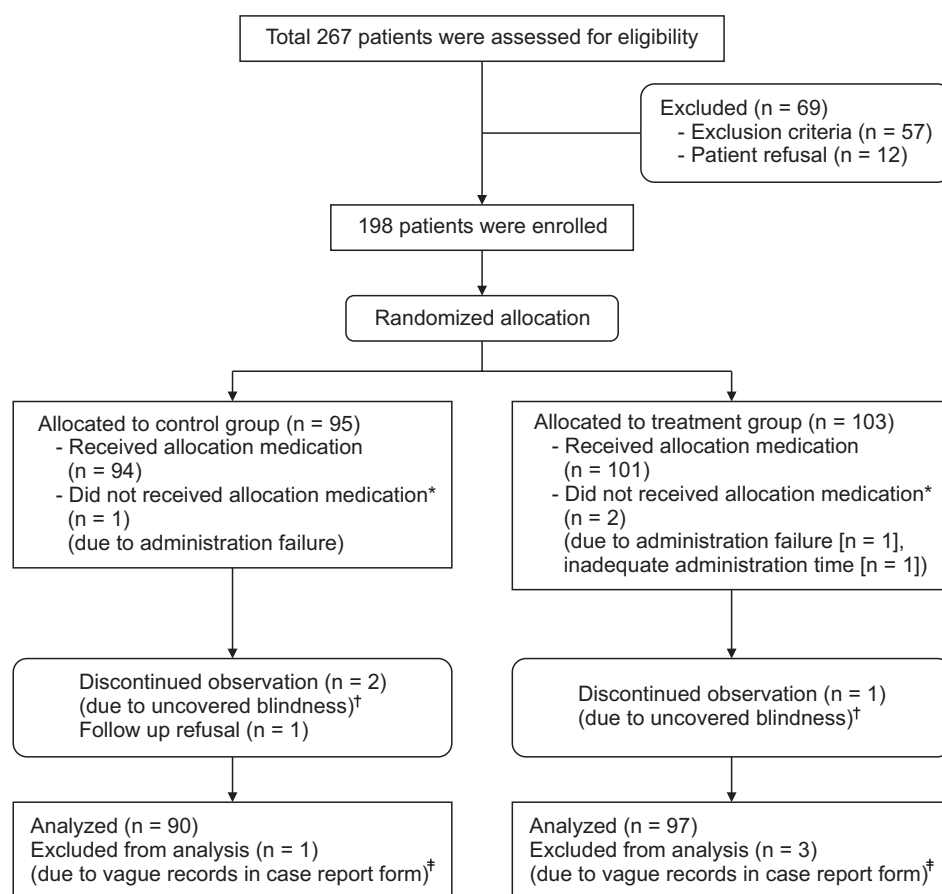 Total 267 patients were assessed for eligibility
Excluded (n = 69)
- Exclusion criteria (n = 57)
- Patient refusal (n = 12)
198 patients were enrolled
Randomized allocation
Allocated to control group (n = 95)
- Received allocation medication
(n = 94)
- Did not received allocation medication*
(n = 1)
(due to administration failure)
Allocated to treatment group (n = 103)
- Received allocation medication
(n = 101)
- Did not received allocation medication*
(n = 2)
(due to administration failure [n = 1],
inadequate administration time [n = 1])
Discontinued observation (n = 2)
(due to uncovered blindness)†
Follow up refusal (n = 1)
Discontinued observation (n = 1)
(due to uncovered blindness)†
Analyzed (n = 90)
Excluded from analysis (n = 1)
(due to vague records in case report form)‡
Analyzed (n = 97)
Excluded from analysis (n = 3)
(due to vague records in case report form)‡